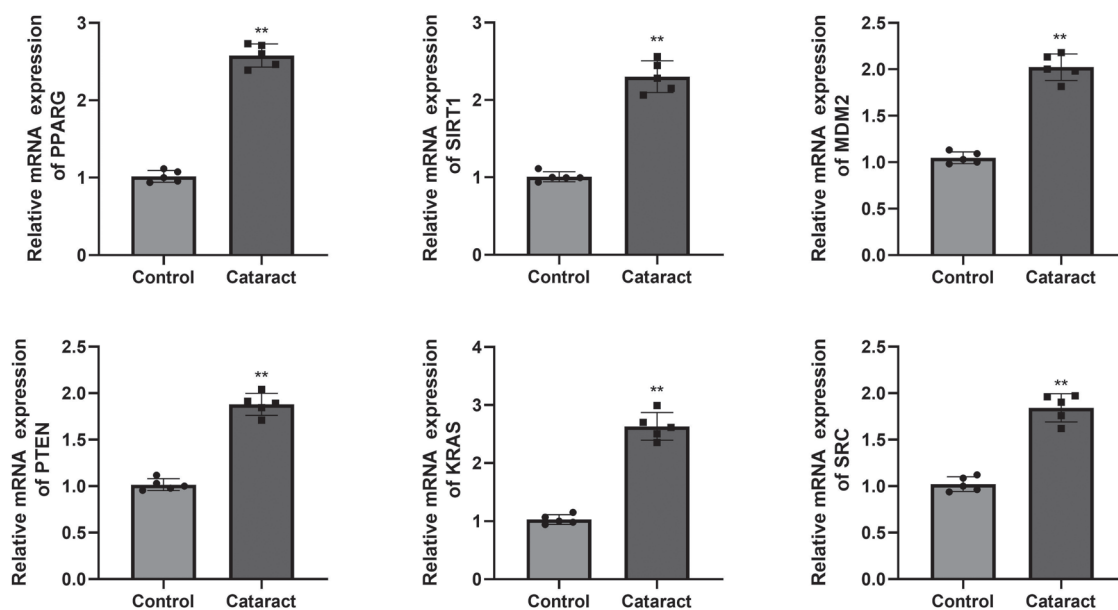 Relative mRNA expression
of PPARG
3
2
1
0
**
Control
Cataract
Relative mRNA expression
of SIRT1
3
2
1
0
**
Control
Cataract
Relative mRNA expression
of MDM2
2.5
2.0
1.5
1.0
0.5
0.0
**
Control
Cataract
Relative mRNA expression
of PTEN
2.5
2.0
1.5
1.0
0.5
0.0
**
Control
Cataract
Relative mRNA expression
of KRAS
4
3
2
1
0
**
Control
Cataract
Relative mRNA expression
of SRC
2.5
2.0
1.5
1.0
0.5
0.0
**
Control
Cataract